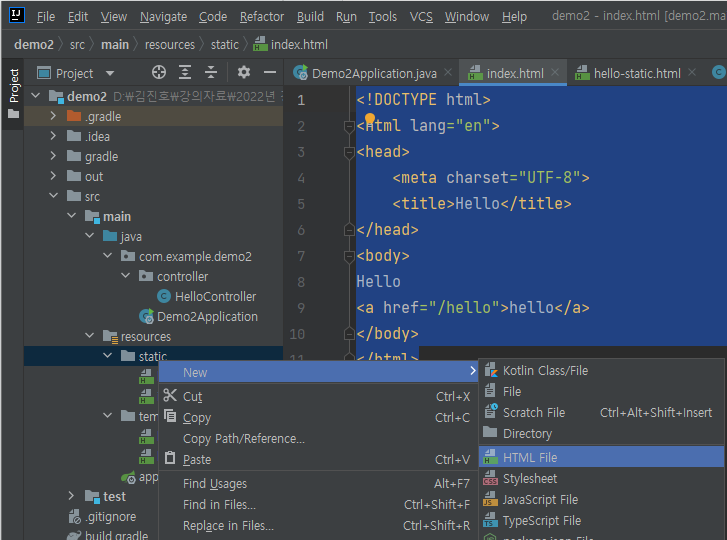 IJ File Edit View Navigate Code Refactor Build Run Tools VCS Window Help demo2 - index.html [demo2.ma
demo2 > src > main > resources > static > index.html
Project
Project
Demo2Application.java
index.html
hello-static.html
demo2 D:₩김진호₩강의자료₩2022년
.gradle
.idea
gradle
out
src
main
java
com.example.demo2
controller
HelloController
Demo2Application
resources
static
tem
app
test
.gitignore
build.gradle
1 <!DOCTYPE html>
2 <html lang="en">
3 <head>
4 <meta charset="UTF-8">
5 <title>Hello</title>
6 </head>
7 <body>
8 Hello
9 <a href="/hello">hello</a>
10 </body>
11 </html>
New
Cut Ctrl+X
Copy Ctrl+C
Copy Path/Reference...
Paste Ctrl+V
Find Usages Alt+F7
Find in Files... Ctrl+Shift+F
Replace in Files... Ctrl+Shift+R
Kotlin Class/File
File
Scratch File Ctrl+Alt+Shift+Insert
Directory
HTML File
Stylesheet
JavaScript File
TypeScript File
package.json File